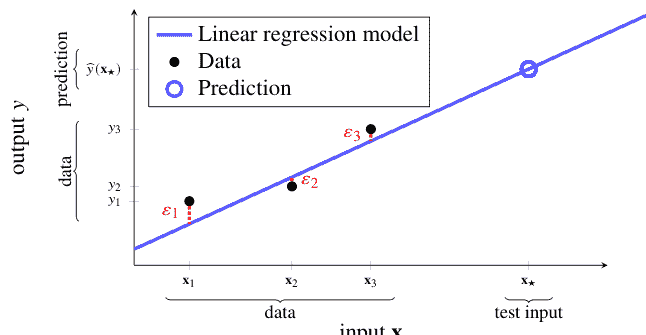 Linear regression model
Data
Prediction
output y
prediction
ŷ(x⋆)
data
y₃
y₂
y₁
ε₁
ε₂
ε₃
x₁
x₂
x₃
x⋆
data
test input
input x